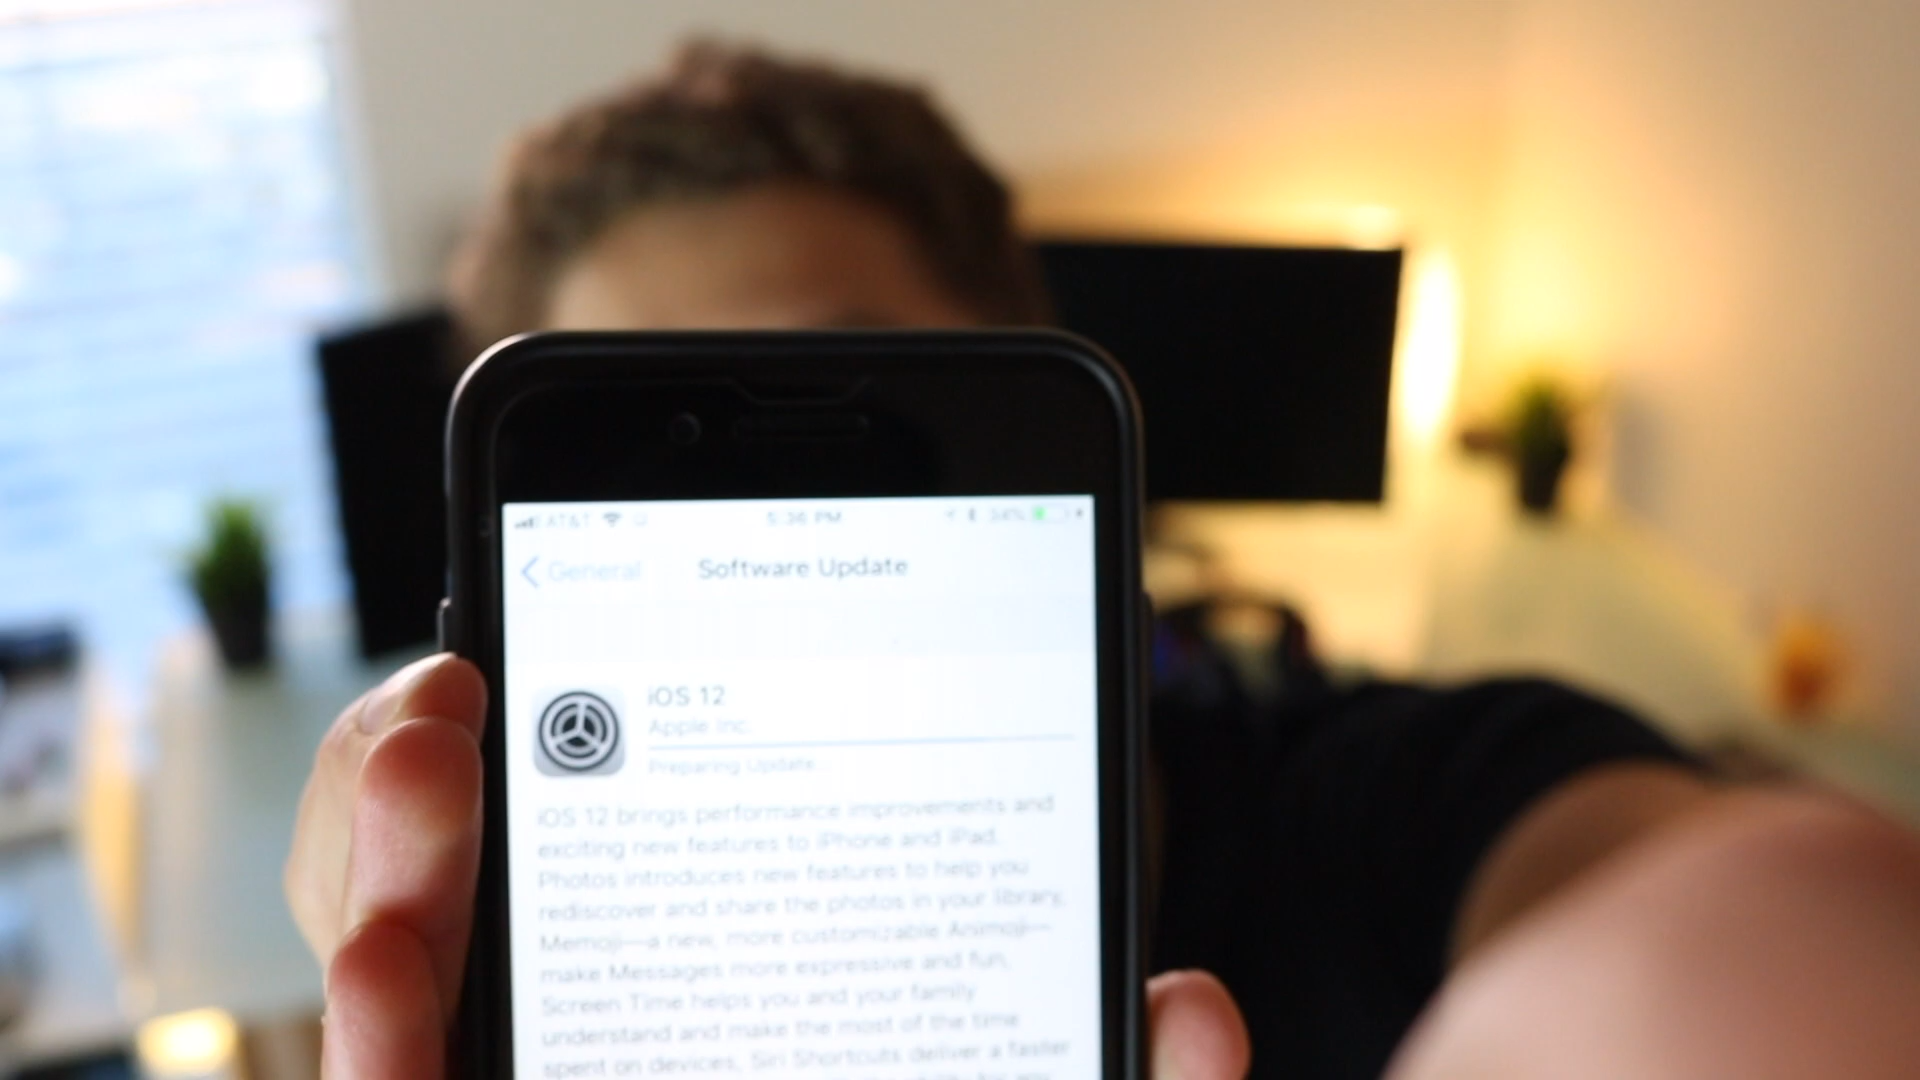 AT&T 5:36 PM 34%
General Software Update
iOS 12
Apple Inc.
Preparing Update...
iOS 12 brings performance improvements and
exciting new features to iPhone and iPad.
Photos introduces new features to help you
rediscover and share the photos in your library.
Memoji—a new, more customizable Animoji—
make Messages more expressive and fun.
Screen Time helps you and your family
understand and make the most of the time
spent on devices. Siri Shortcuts deliver a faster